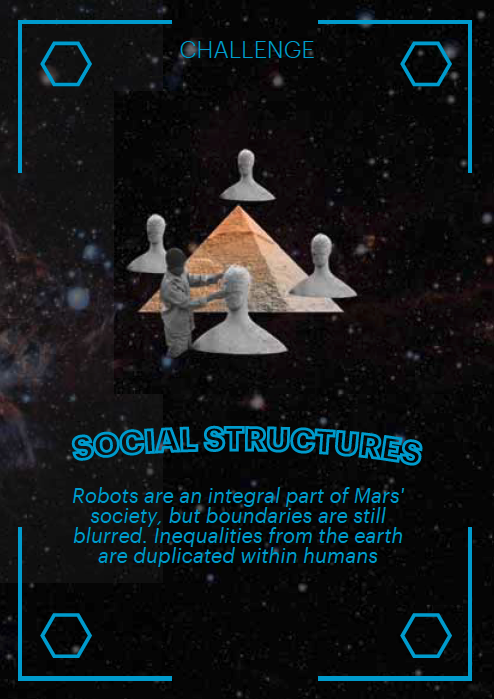 CHALLENGE
SOCIAL STRUCTURES
Robots are an integral part of Mars'
society, but boundaries are still
blurred. Inequalities from the earth
are duplicated within humans